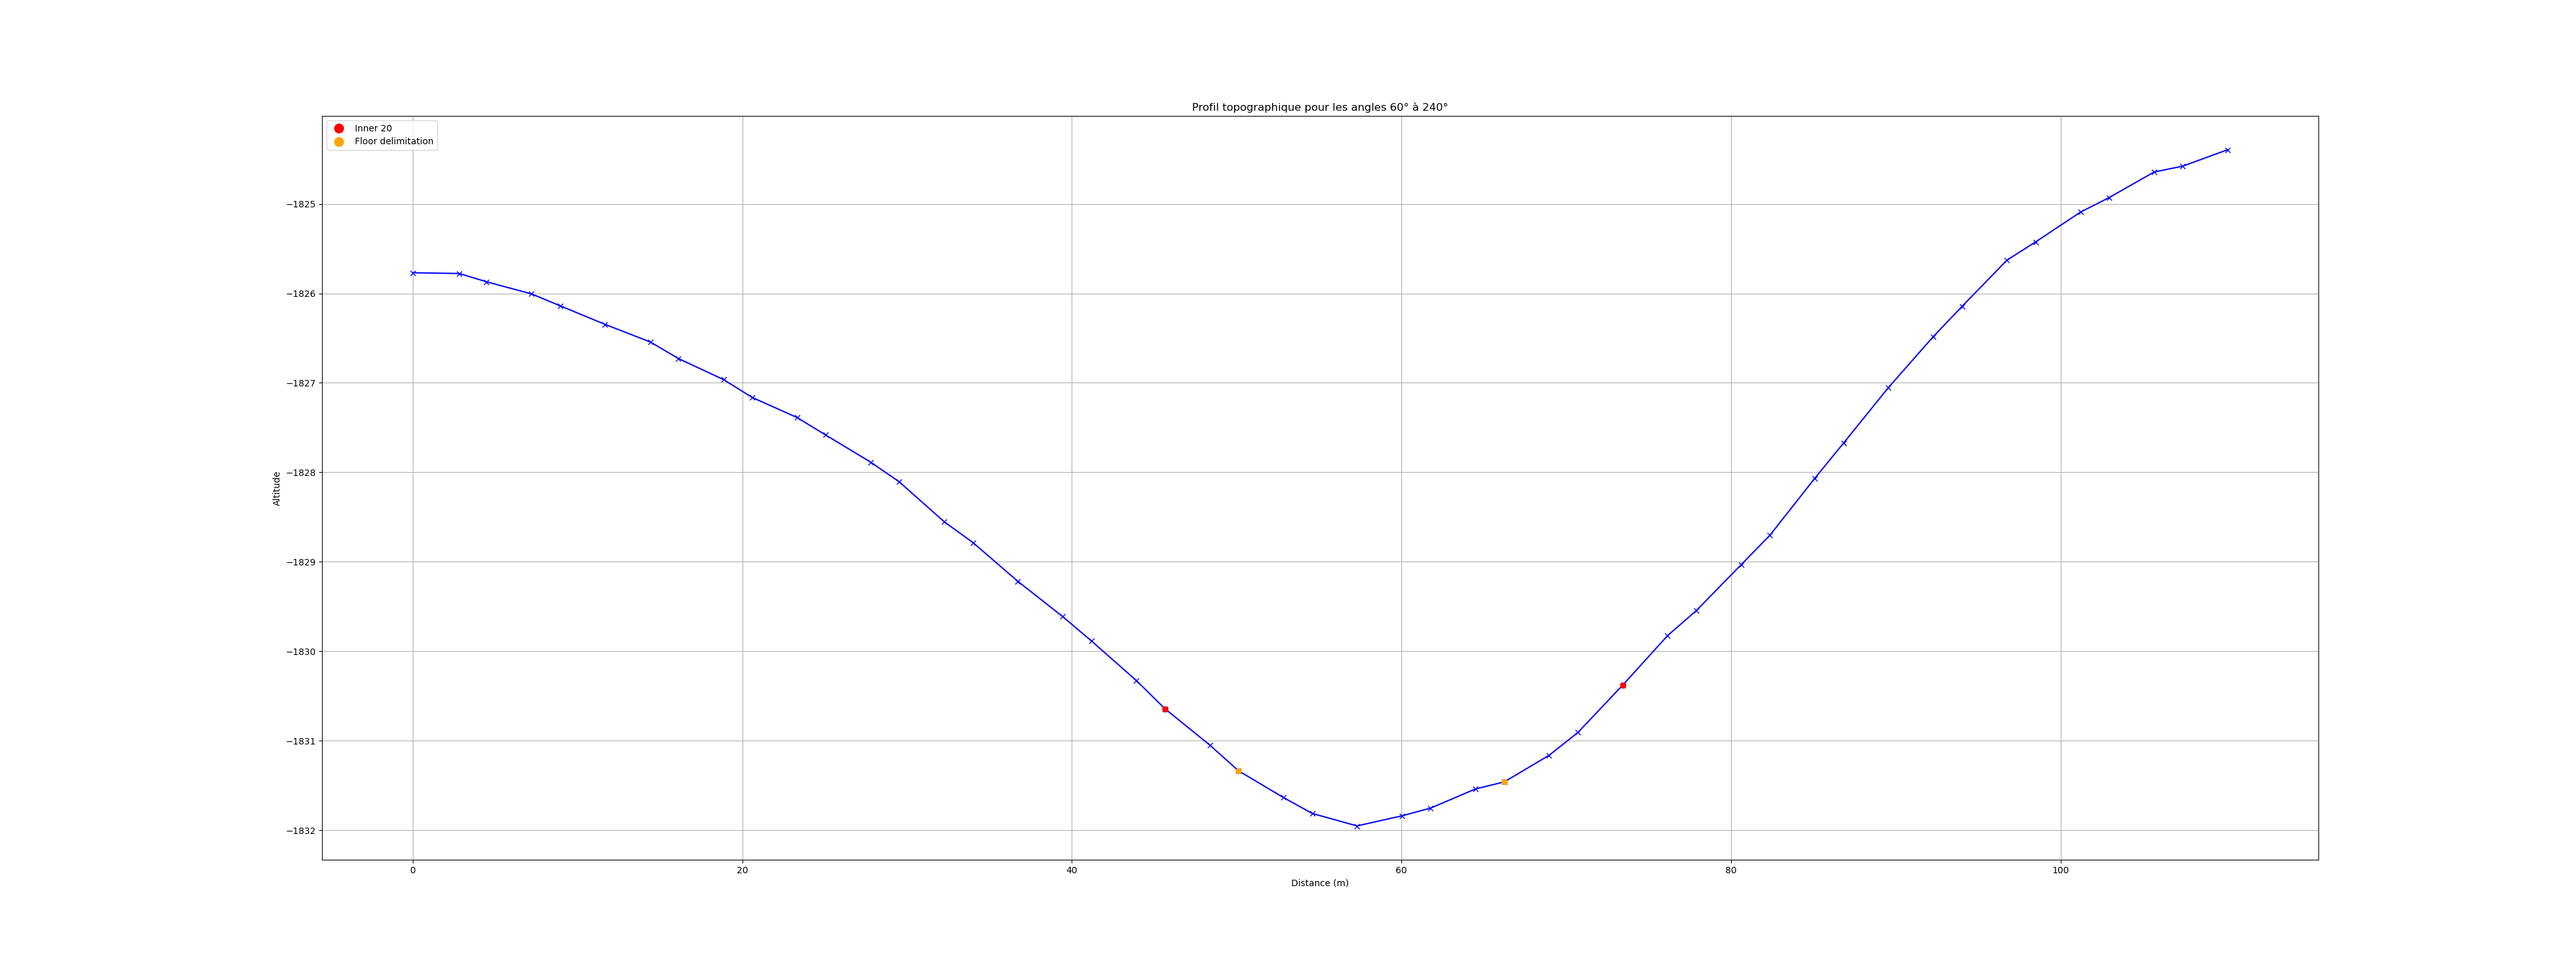 Profil topographique pour les angles 60° à 240°
Inner 20
Floor delimitation
Altitude
−1825
−1826
−1827
−1828
−1829
−1830
−1831
−1832
0 20 40 60 80 100
Distance (m)